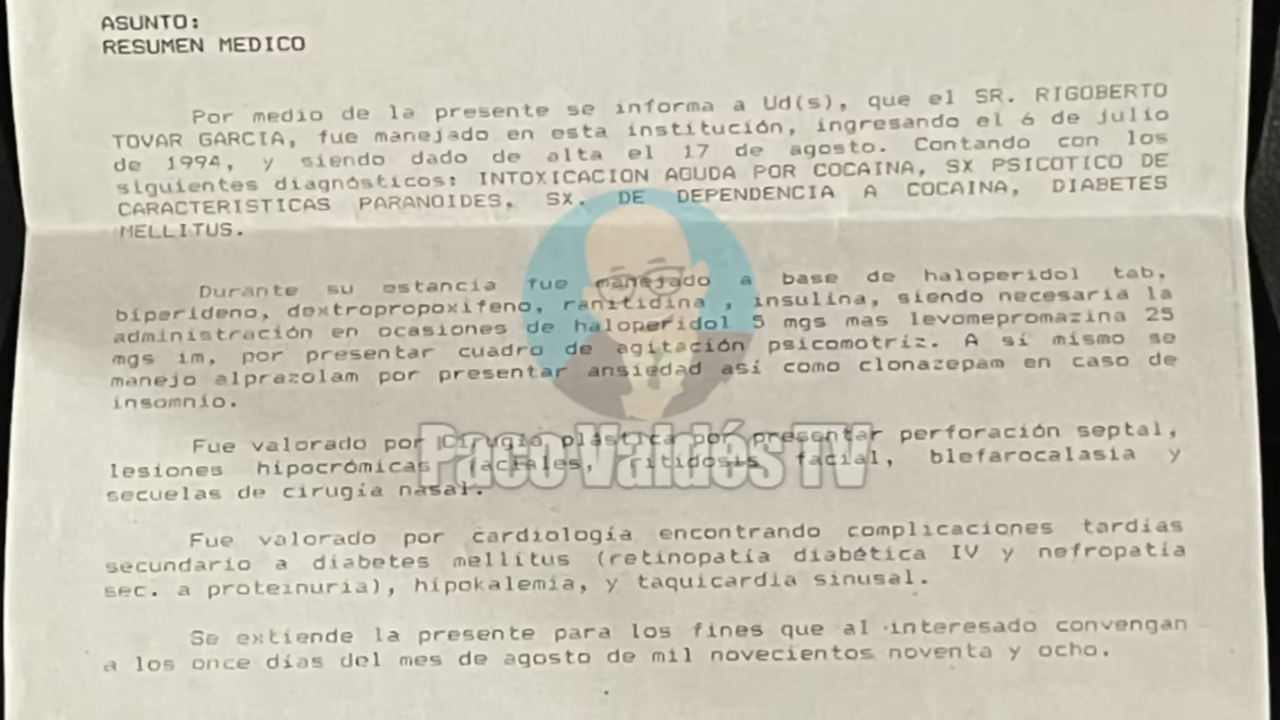 ASUNTO:
RESUMEN MEDICO
Por medio de la presente se informa a Ud(s), que el SR. RIGOBERTO
TOVAR GARCIA, fue manejado en esta institución, ingresando el 6 de julio
de 1994, y siendo dado de alta el 17 de agosto. Contando con los
siguientes diagnósticos: INTOXICACION AGUDA POR COCAINA, SX PSICOTICO DE
CARACTERISTICAS PARANOIDES, SX. DE DEPENDENCIA A COCAINA, DIABETES
MELLITUS.
Durante su estancia fue manejado a base de haloperidol tab,
biperideno, dextropropoxifeno, ranitidina , insulina, siendo necesaria la
administración en ocasiones de haloperidol 5 mgs mas levomepromazina 25
mgs im, por presentar cuadro de agitación psicomotriz. A sí mismo se
manejo alprazolam por presentar ansiedad así como clonazepam en caso de
insomnio.
Fue valorado por Cirugía plástica por presentar perforación septal,
lesiones hipocrómicas faciales, ritidosis facial, blefarocalasia y
secuelas de cirugía nasal.
Paco Valdés TV
Fue valorado por cardiología encontrando complicaciones tardías
secundario a diabetes mellitus (retinopatía diabética IV y nefropatía
sec. a proteinuria), hipokalemia, y taquicardia sinusal.
Se extiende la presente para los fines que al interesado convengan
a los once días del mes de agosto de mil novecientos noventa y ocho.